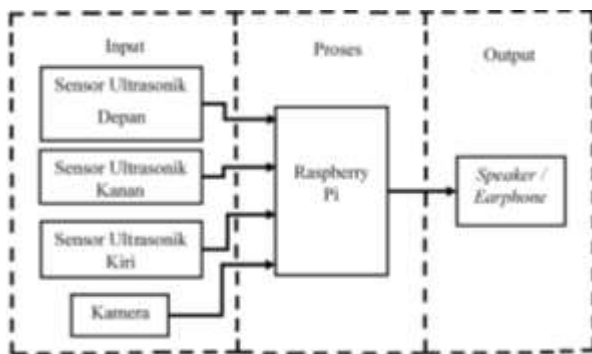 Input
Proses
Output
Sensor Ultrasonik
Depan
Sensor Ultrasonik
Kanan
Sensor Ultrasonik
Kiri
Kamera
Raspberry
Pi
Speaker /
Earphone